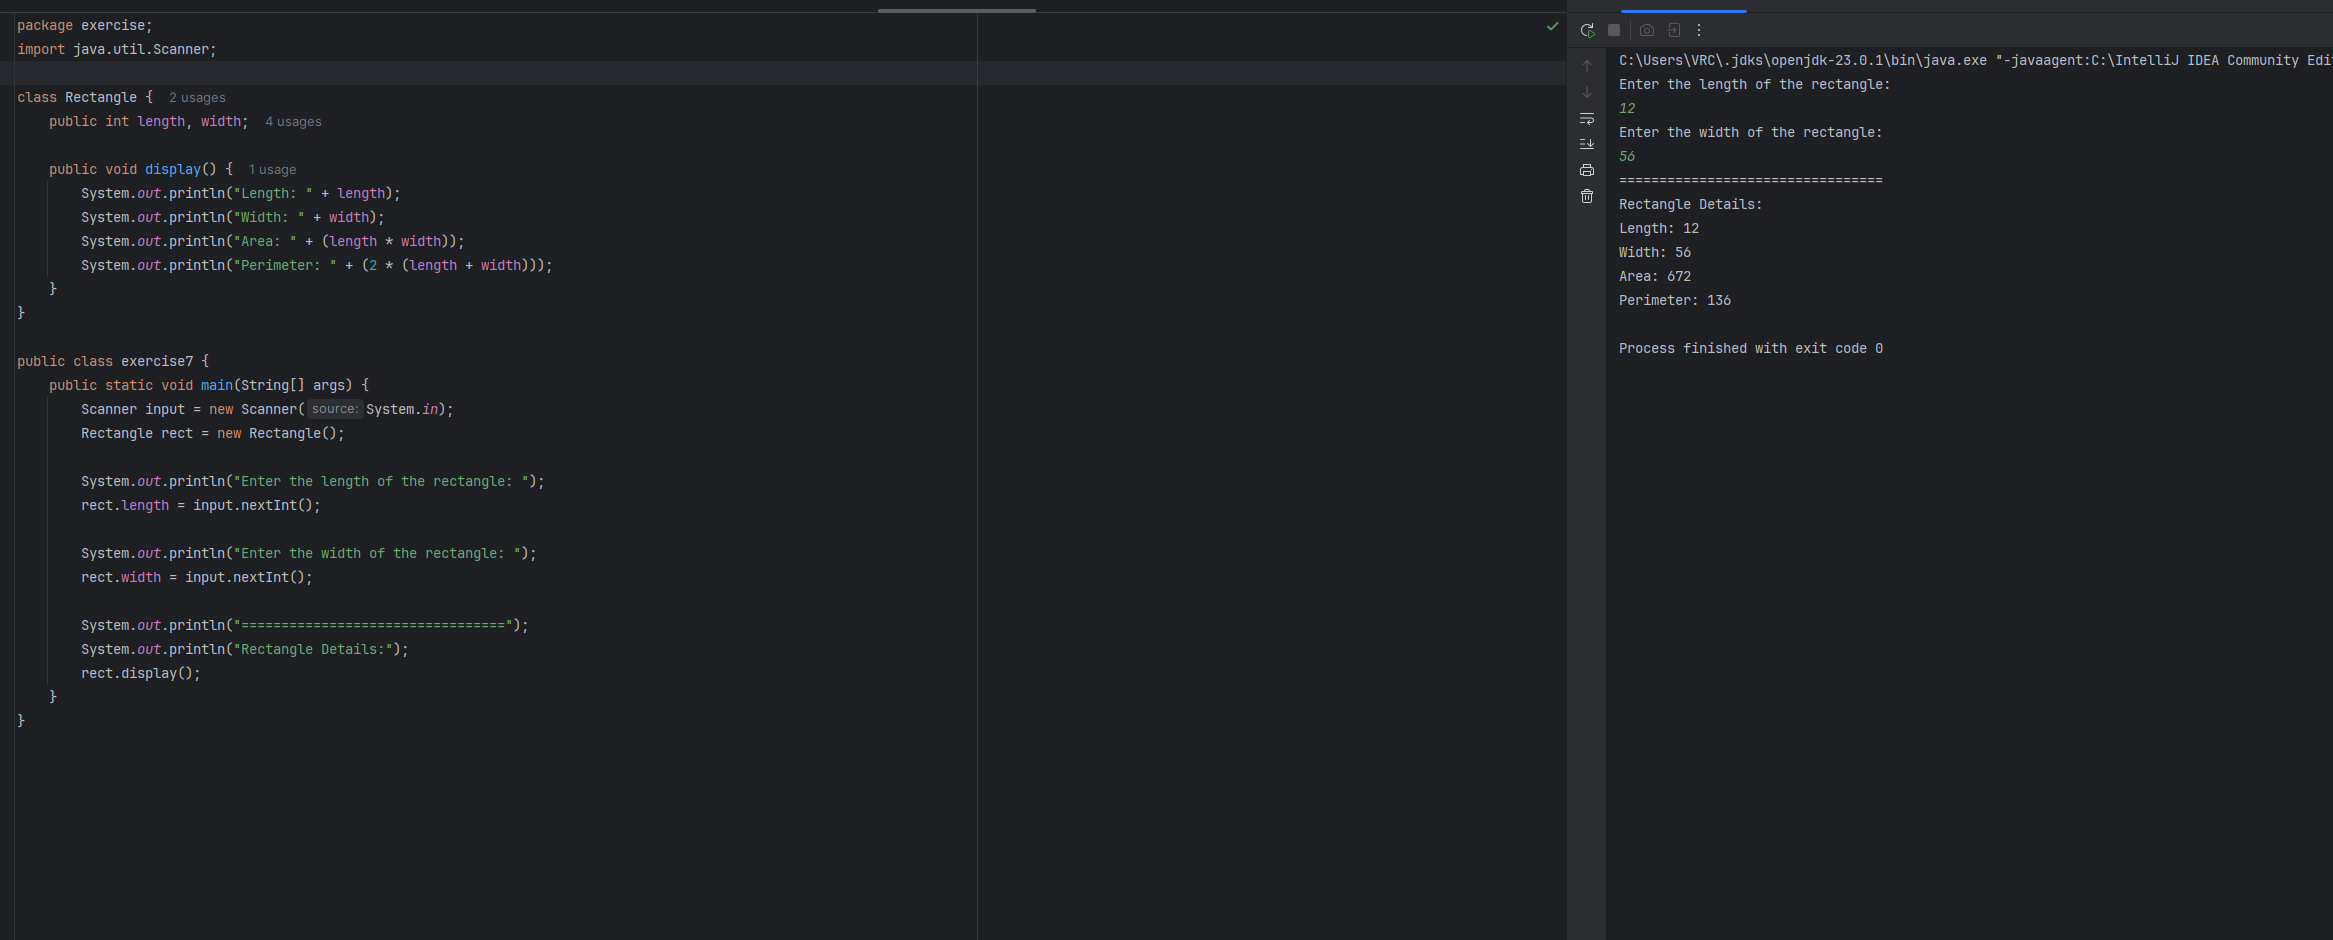 package exercise;
import java.util.Scanner;
class Rectangle {  2 usages
    public int length, width;  4 usages
    public void display() {  1 usage
        System.out.println("Length: " + length);
        System.out.println("Width: " + width);
        System.out.println("Area: " + (length * width));
        System.out.println("Perimeter: " + (2 * (length + width)));
    }
}
public class exercise7 {
    public static void main(String[] args) {
        Scanner input = new Scanner( source: System.in);
        Rectangle rect = new Rectangle();
        System.out.println("Enter the length of the rectangle: ");
        rect.length = input.nextInt();
        System.out.println("Enter the width of the rectangle: ");
        rect.width = input.nextInt();
        System.out.println("=================================");
        System.out.println("Rectangle Details:");
        rect.display();
    }
}
C:\Users\VRC\.jdks\openjdk-23.0.1\bin\java.exe "-javaagent:C:\IntelliJ IDEA Community Edi
Enter the length of the rectangle:
12
Enter the width of the rectangle:
56
=================================
Rectangle Details:
Length: 12
Width: 56
Area: 672
Perimeter: 136
Process finished with exit code 0